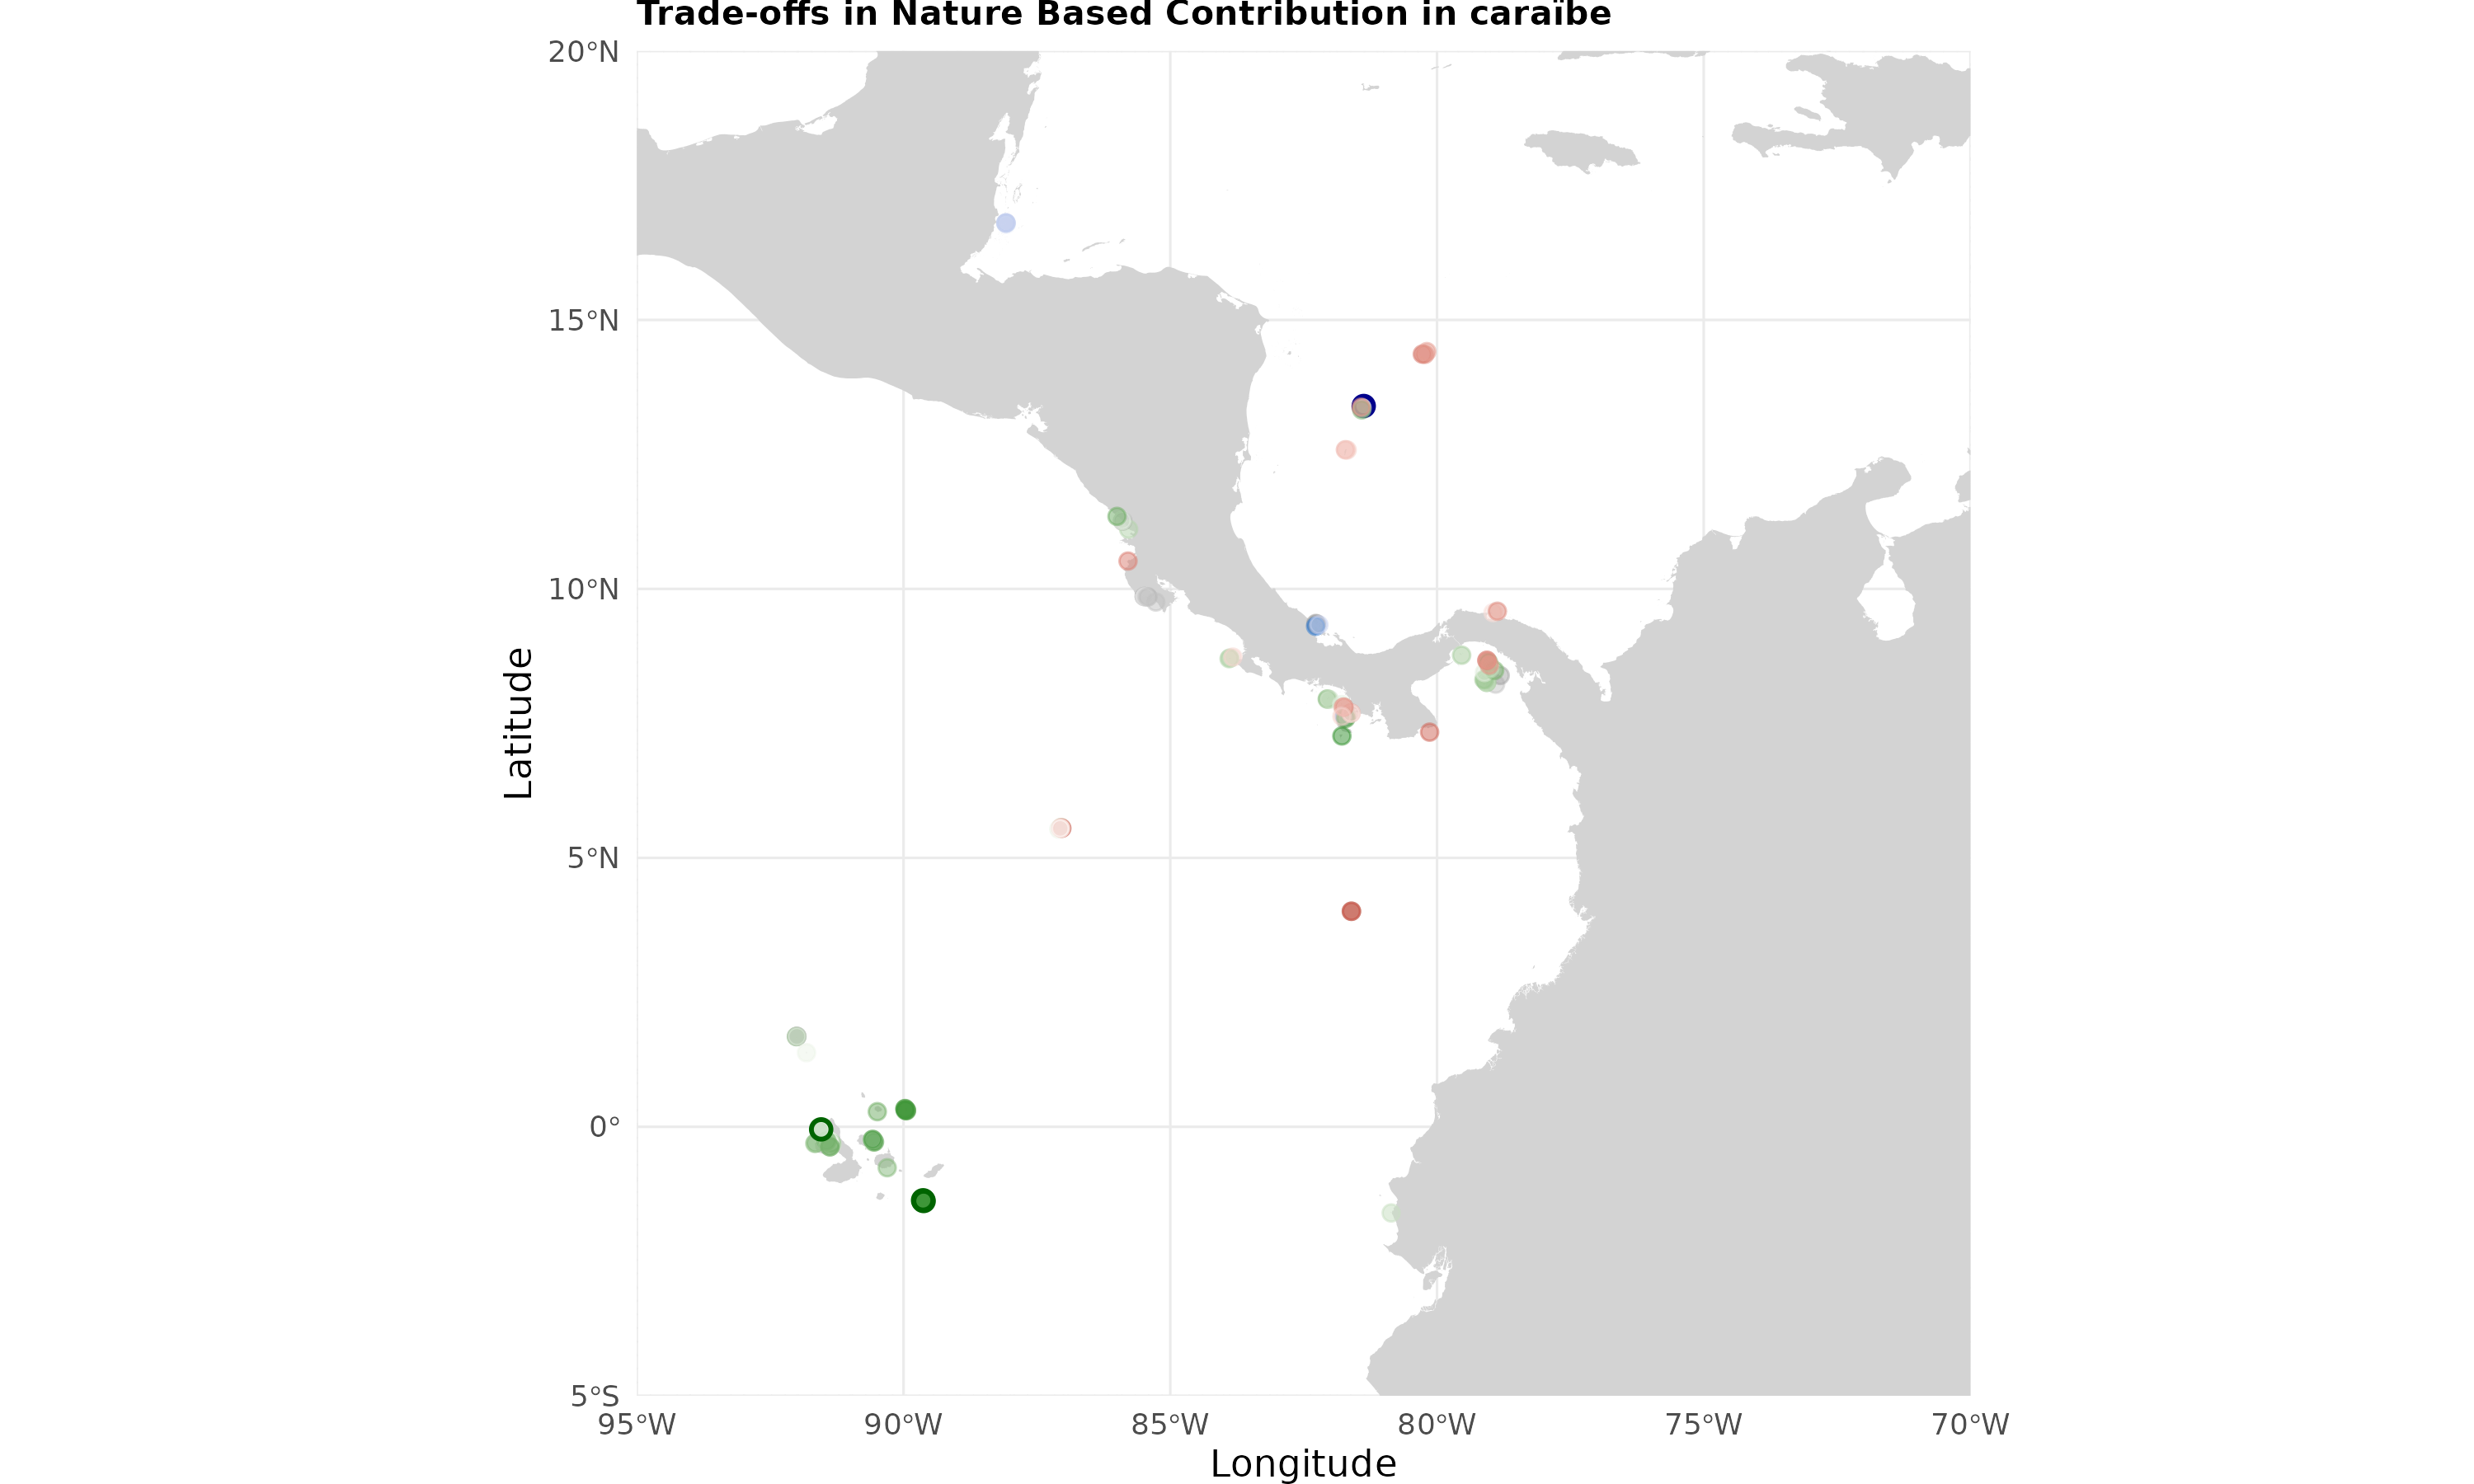 Trade-offs in Nature Based Contribution in caraïbe
20°N
15°N
10°N
5°N
0°
5°S
Latitude
95°W
90°W
85°W
80°W
75°W
70°W
Longitude